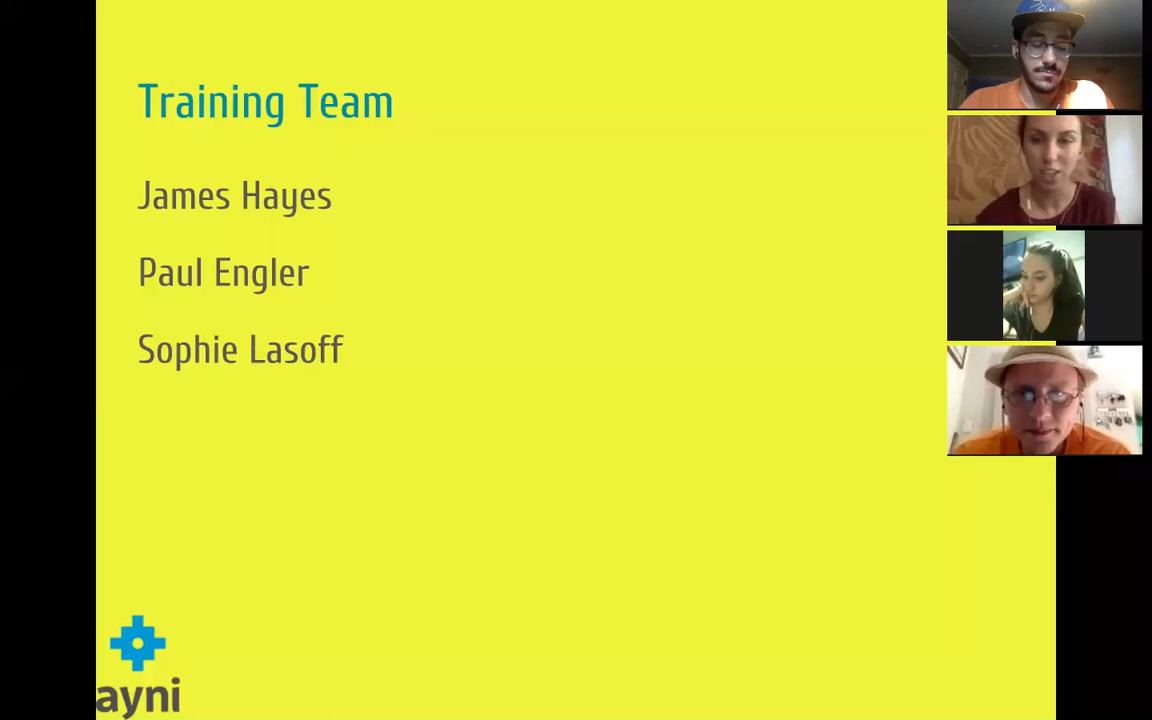 Training Team
James Hayes
Paul Engler
Sophie Lasoff
ayni